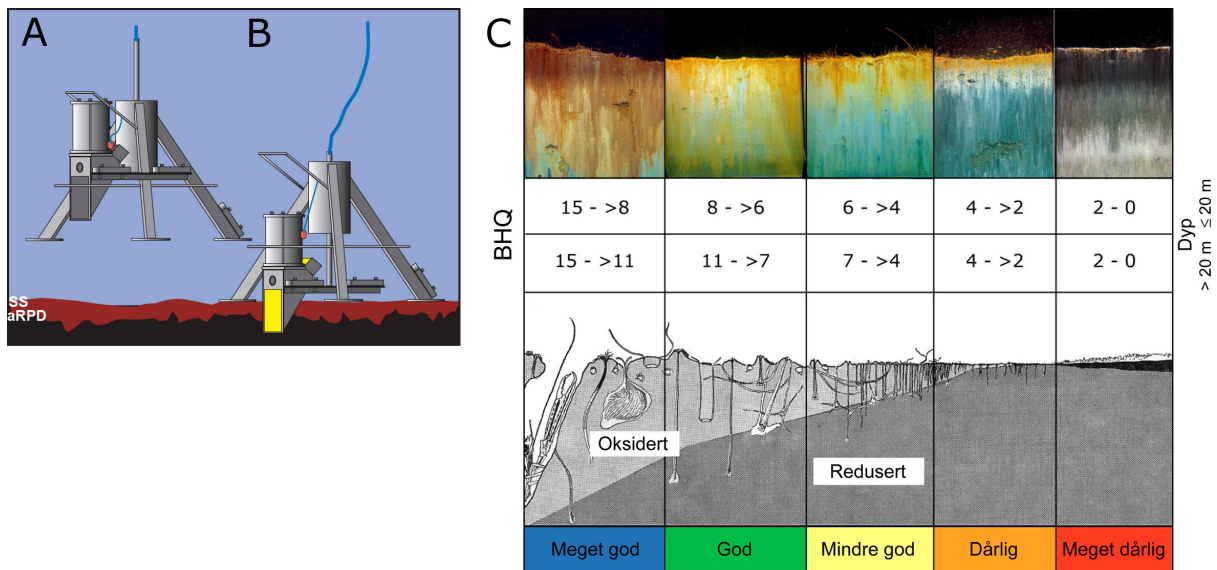 A
B
SS
aRPD
C
BHQ
15 - >8
8 - >6
6 - >4
4 - >2
2 - 0
15 - >11
11 - >7
7 - >4
4 - >2
2 - 0
Dyp
> 20 m ≤ 20 m
Oksidert
Redusert
Meget god
God
Mindre god
Dårlig
Meget dårlig